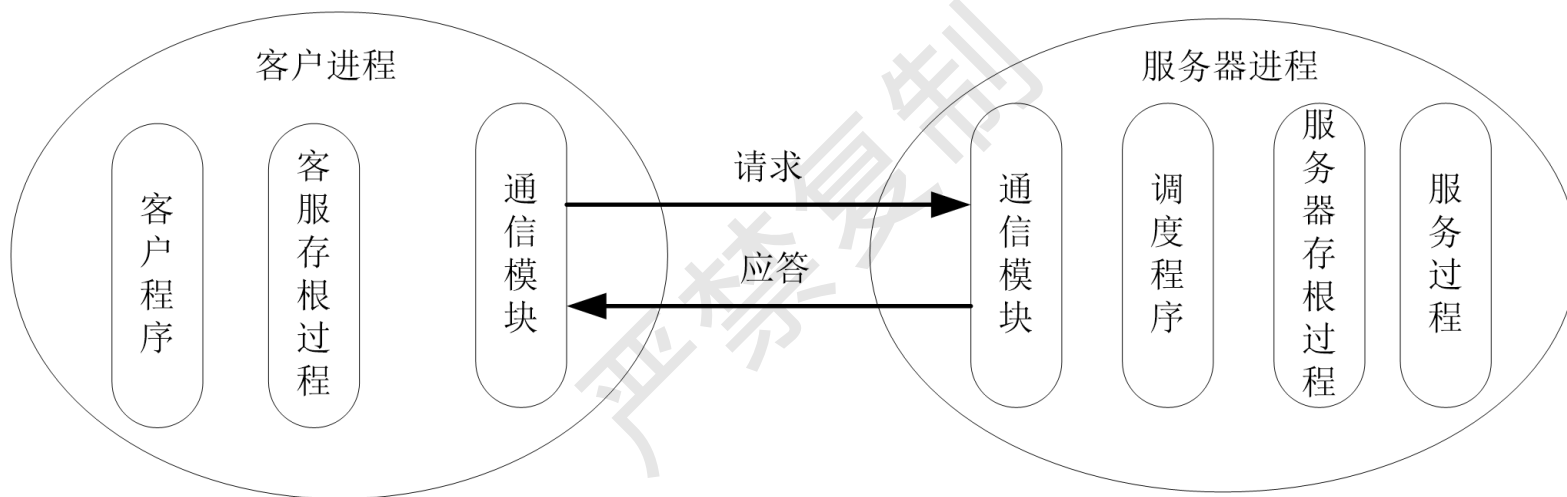 客户进程
服务器进程
客户程序
客服存根过程
通信模块
请求
应答
通信模块
调度程序
服务器存根过程
服务过程
严禁复制